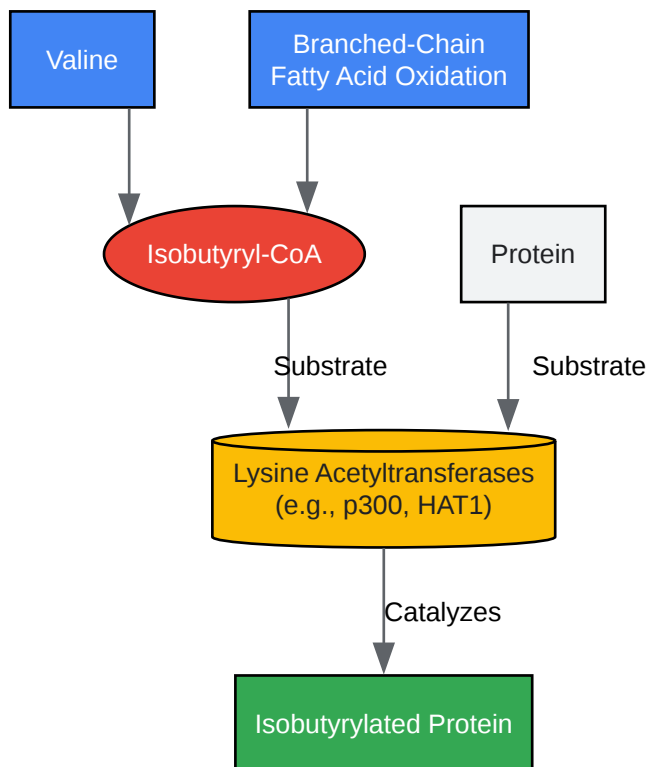 Valine
Branched-Chain
Fatty Acid Oxidation
Isobutyryl-CoA
Protein
Substrate
Substrate
Lysine Acetyltransferases
(e.g., p300, HAT1)
Catalyzes
Isobutyrylated Protein